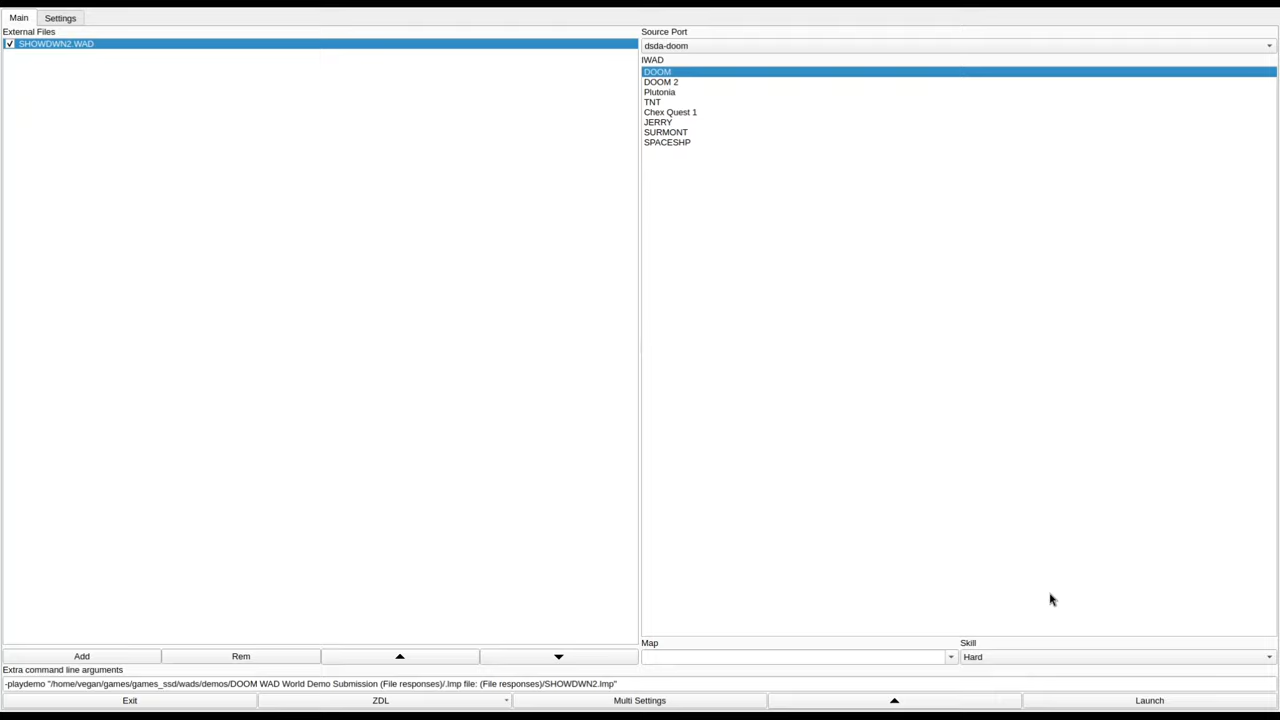 Main Settings
External Files
SHOWDWN2.WAD
Source Port
dsda-doom
IWAD
DOOM
DOOM 2
Plutonia
TNT
Chex Quest 1
JERRY
SURMONT
SPACESHP
Map Skill
Hard
Add Rem
Extra command line arguments
-playdemo "/home/vegan/games/games_ssd/wads/demos/DOOM WAD World Demo Submission (File responses)/.lmp file: (File responses)/SHOWDWN2.lmp"
Exit ZDL Multi Settings Launch